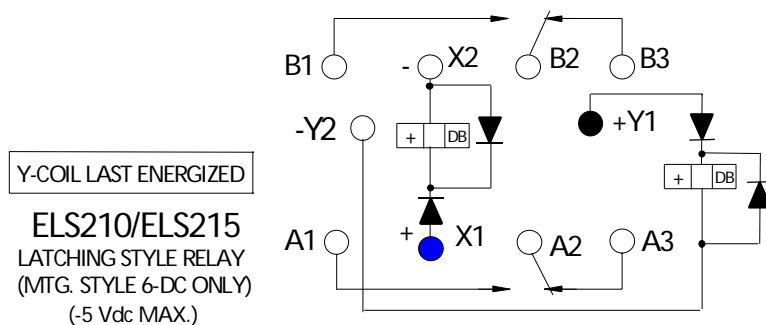 B1
-
X2
B2
B3
-Y2
+
DB
+Y1
Y-COIL LAST ENERGIZED
+
DB
ELS210/ELS215
A1
+
X1
A2
A3
LATCHING STYLE RELAY
(MTG. STYLE 6-DC ONLY)
(-5 Vdc MAX.)